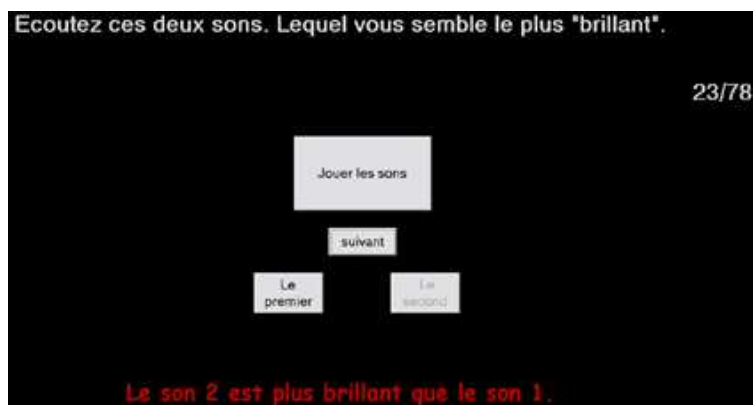 Ecoutez ces deux sons. Lequel vous semble le plus "brillant".
23/78
Jouer les sons
suivant
Le
premier
Le
second
Le son 2 est plus brillant que le son 1.